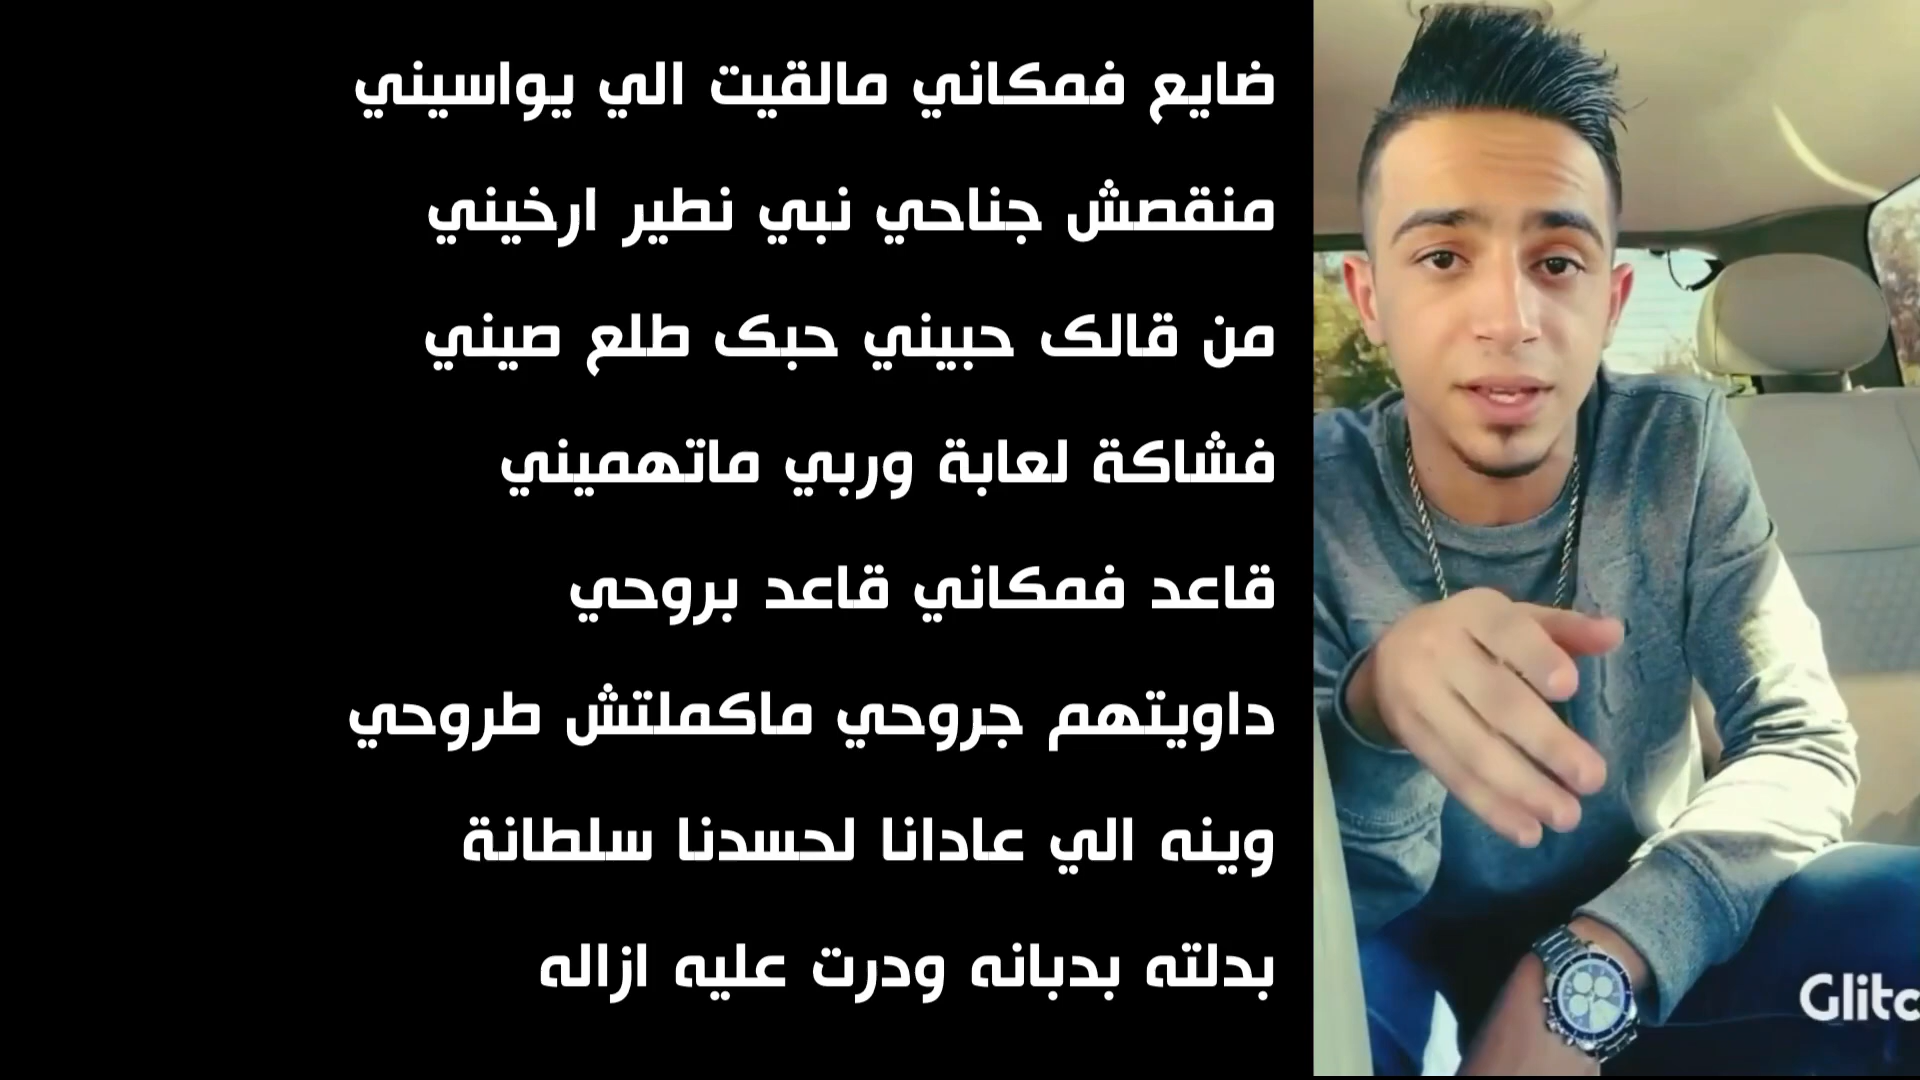 ضايع فمكاني مالقيت الي يواسيني
منقصش جناحي نبي نطير ارخيني
من قالك حبيني حبك طلع صيني
فشاكة لعابة وربي ماتهميني
قاعد فمكاني قاعد بروحي
داويتهم جروحي ماكملتش طروحي
وينه الي عادانا لحسدنا سلطانة
بدلته بدبانه ودرت عليه ازاله
Glitc